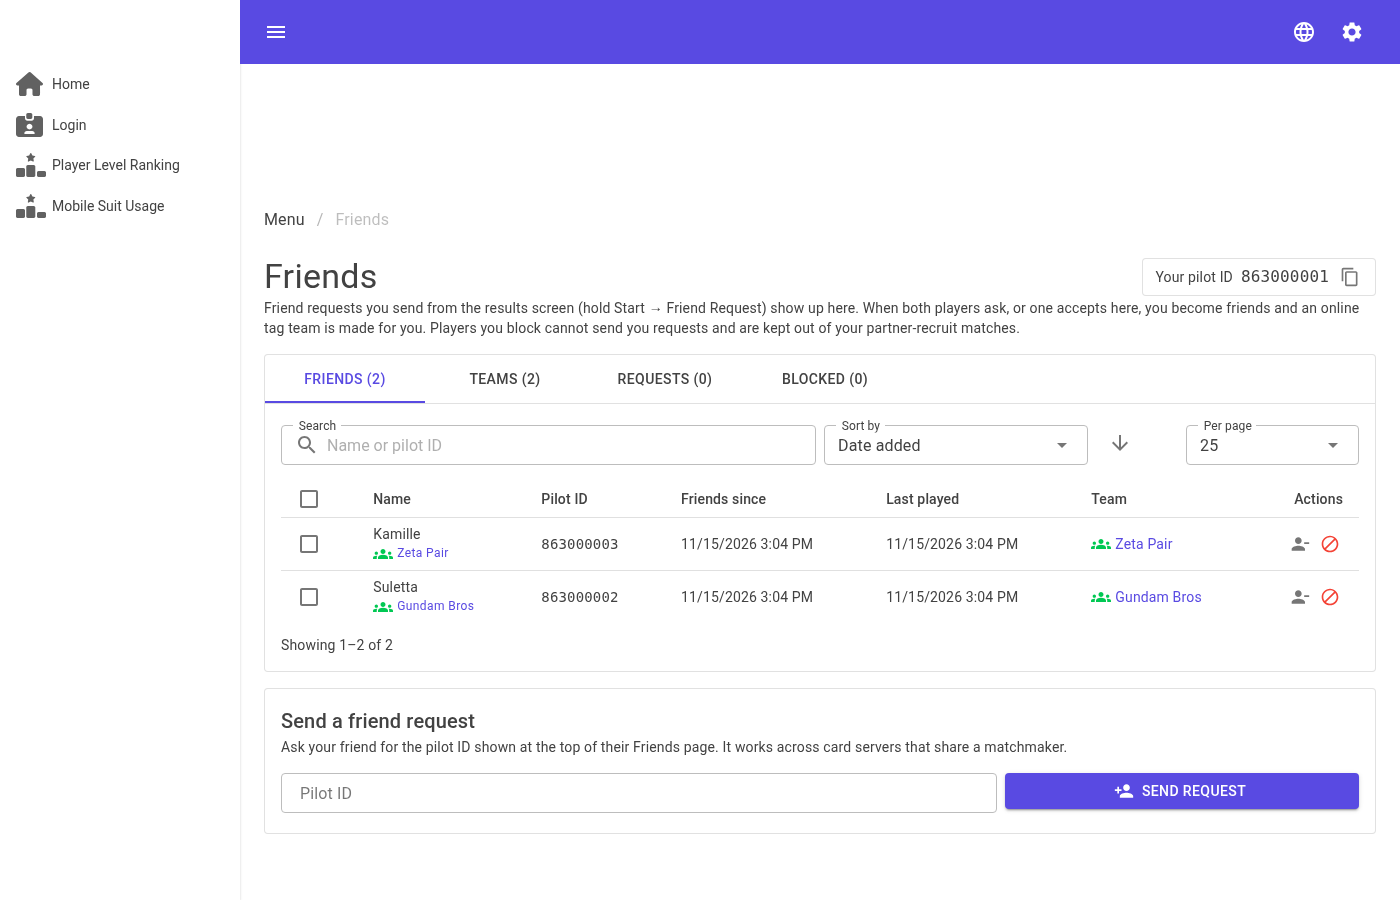 Home
Login
Player Level Ranking
Mobile Suit Usage
Menu / Friends
Friends
Your pilot ID 863000001
Friend requests you send from the results screen (hold Start → Friend Request) show up here. When both players ask, or one accepts here, you become friends and an online
tag team is made for you. Players you block cannot send you requests and are kept out of your partner-recruit matches.
FRIENDS (2) TEAMS (2) REQUESTS (0) BLOCKED (0)
Search Sort by Per page
Name or pilot ID Date added 25
Name Pilot ID Friends since Last played Team Actions
Kamille
Zeta Pair
863000003 11/15/2026 3:04 PM 11/15/2026 3:04 PM Zeta Pair
Suletta
Gundam Bros
863000002 11/15/2026 3:04 PM 11/15/2026 3:04 PM Gundam Bros
Showing 1–2 of 2
Send a friend request
Ask your friend for the pilot ID shown at the top of their Friends page. It works across card servers that share a matchmaker.
Pilot ID SEND REQUEST